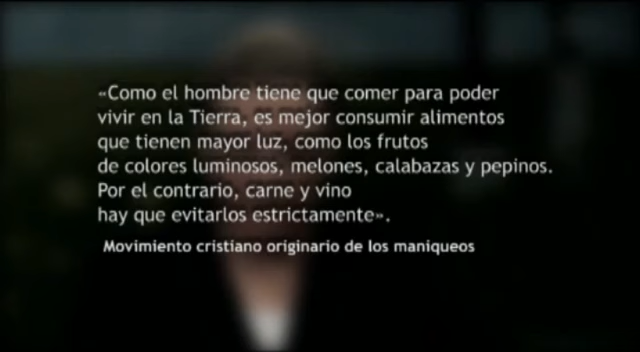 «Como el hombre tiene que comer para poder
vivir en la Tierra, es mejor consumir alimentos
que tienen mayor luz, como los frutos
de colores luminosos, melones, calabazas y pepinos.
Por el contrario, carne y vino
hay que evitarlos estrictamente».
Movimiento cristiano originario de los maniqueos